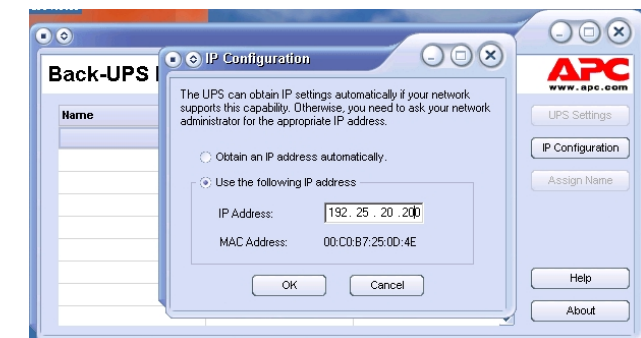 IP Configuration
Back-UPS
APC
www.apc.com
The UPS can obtain IP settings automatically if your network
supports this capability. Otherwise, you need to ask your network
administrator for the appropriate IP address.
Name
UPS Settings
IP Configuration
Obtain an IP address automatically.
Assign Name
Use the following IP address
IP Address:
192. 25 . 20 .200
MAC Address:
00:C0:B7:25:0D:4E
OK
Cancel
Help
About